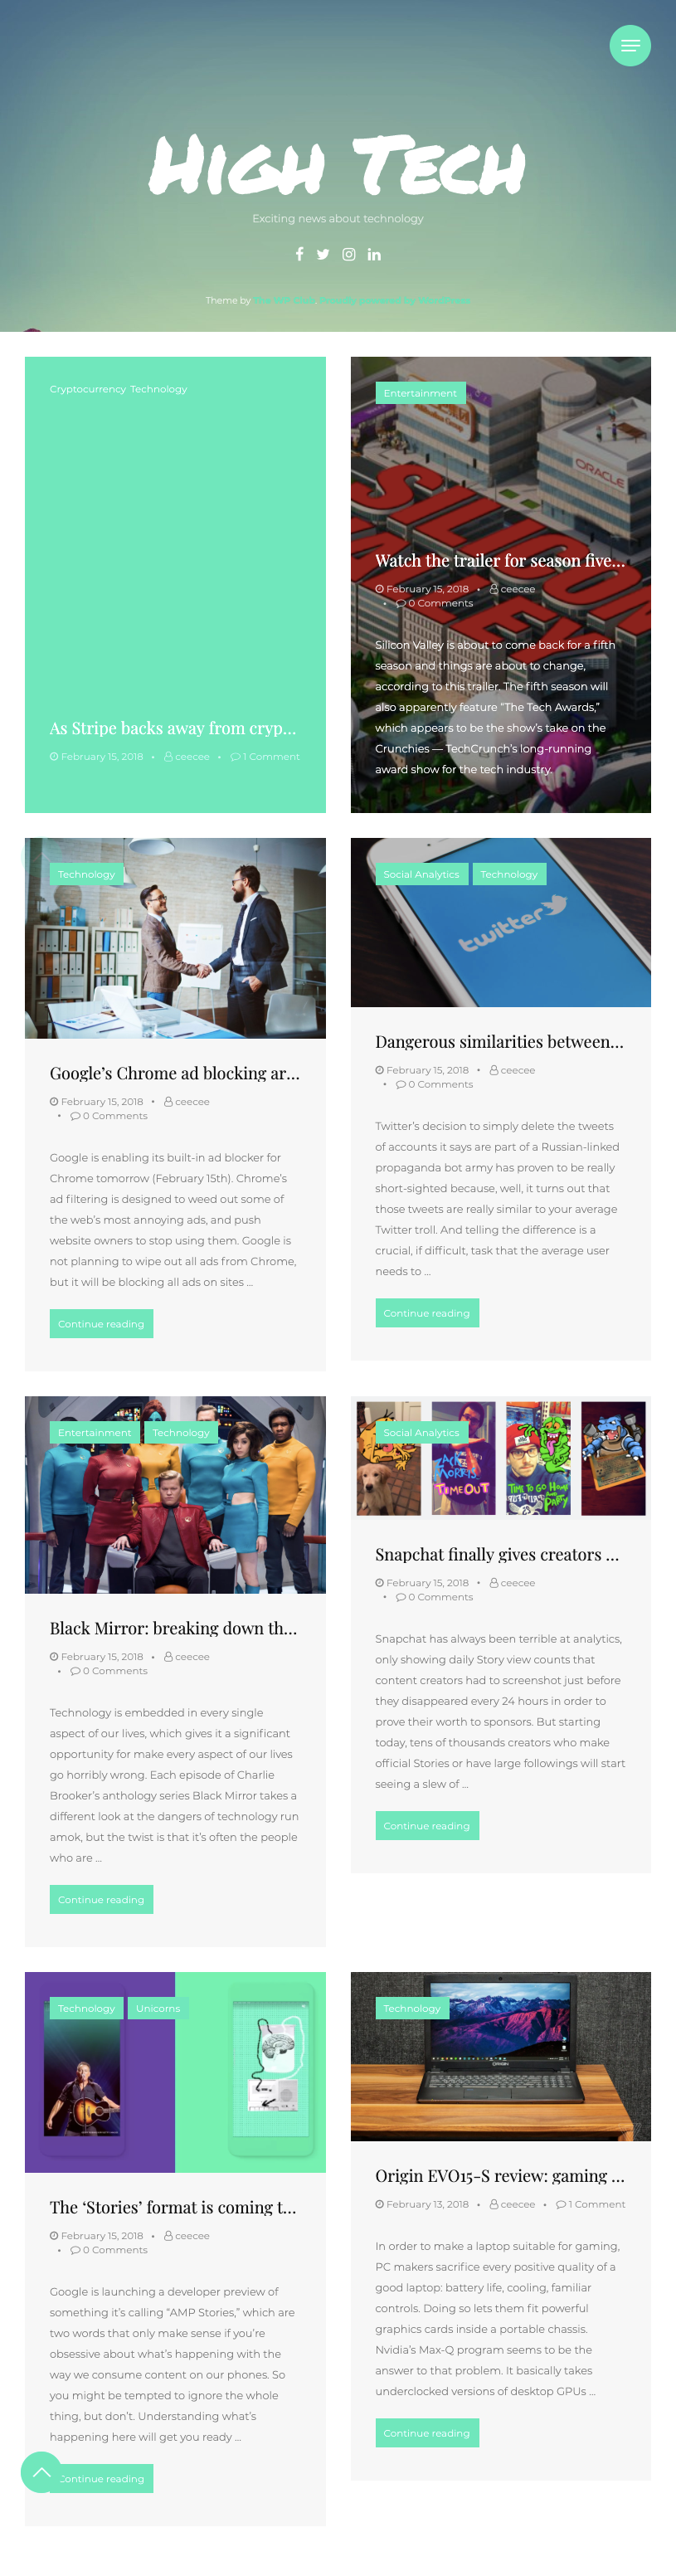 High Tech
Exciting news about technology
Theme by
Cryptocurrency Technology
As Stripe backs away from cryp...
February 15, 2018 • ceecee • 1 Comment
Entertainment
ORACLE
Watch the trailer for season five...
February 15, 2018 • ceecee
• 0 Comments
Silicon Valley is about to come back for a fifth
season and things are about to change,
according to this trailer. The fifth season will
also apparently feature “The Tech Awards,”
which appears to be the show’s take on the
Crunchies — TechCrunch’s long-running
award show for the tech industry.
Technology
Google’s Chrome ad blocking ar...
February 15, 2018 • ceecee
• 0 Comments
Google is enabling its built-in ad blocker for
Chrome tomorrow (February 15th). Chrome’s
ad filtering is designed to weed out some of
the web’s most annoying ads, and push
website owners to stop using them. Google is
not planning to wipe out all ads from Chrome,
but it will be blocking all ads on sites ...
Continue reading
Social Analytics Technology
twitter
Dangerous similarities between...
February 15, 2018 • ceecee
• 0 Comments
Twitter’s decision to simply delete the tweets
of accounts it says are part of a Russian-linked
propaganda bot army has proven to be really
short-sighted because, well, it turns out that
those tweets are really similar to your average
Twitter troll. And telling the difference is a
crucial, if difficult, task that the average user
needs to ...
Continue reading
Entertainment Technology
Black Mirror: breaking down th...
February 15, 2018 • ceecee
• 0 Comments
Technology is embedded in every single
aspect of our lives, which gives it a significant
opportunity for make every aspect of our lives
go horribly wrong. Each episode of Charlie
Brooker’s anthology series Black Mirror takes a
different look at the dangers of technology run
amok, but the twist is that it’s often the people
who are ...
Continue reading
Social Analytics
TIME OUT
TIME TO GO HOME
PARTY
Snapchat finally gives creators ...
February 15, 2018 • ceecee
• 0 Comments
Snapchat has always been terrible at analytics,
only showing daily Story view counts that
content creators had to screenshot just before
they disappeared every 24 hours in order to
prove their worth to sponsors. But starting
today, tens of thousands creators who make
official Stories or have large followings will start
seeing a slew of ...
Continue reading
Technology Unicorns
The ‘Stories’ format is coming t...
February 15, 2018 • ceecee
• 0 Comments
Google is launching a developer preview of
something it’s calling “AMP Stories,” which are
two words that only make sense if you’re
obsessive about what’s happening with the
way we consume content on our phones. So
you might be tempted to ignore the whole
thing, but don’t. Understanding what’s
happening here will get you ready ...
Continue reading
Technology
ORIGIN
Origin EVO15-S review: gaming ...
February 13, 2018 • ceecee • 1 Comment
In order to make a laptop suitable for gaming,
PC makers sacrifice every positive quality of a
good laptop: battery life, cooling, familiar
controls. Doing so lets them fit powerful
graphics cards inside a portable chassis.
Nvidia’s Max-Q program seems to be the
answer to that problem. It basically takes
underclocked versions of desktop GPUs ...
Continue reading